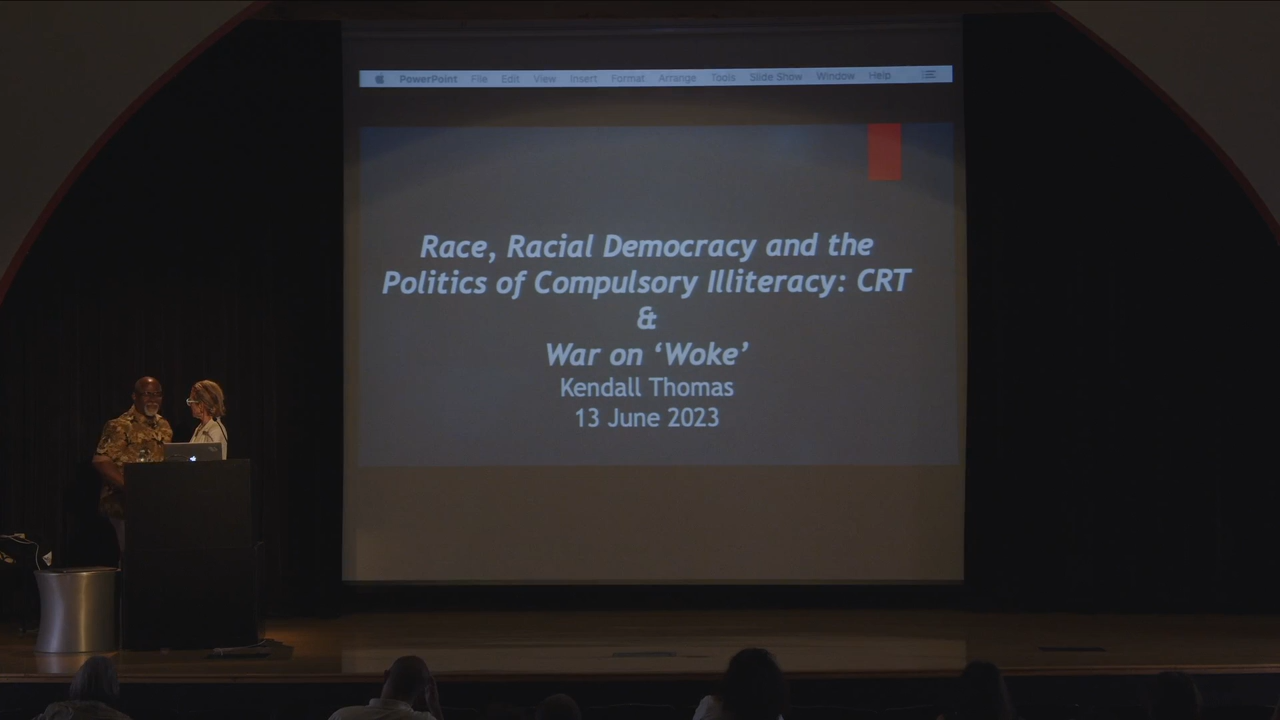 PowerPoint File Edit View Insert Format Arrange Tools Slide Show Window Help
Race, Racial Democracy and the
Politics of Compulsory Illiteracy: CRT
&
War on ‘Woke’
Kendall Thomas
13 June 2023